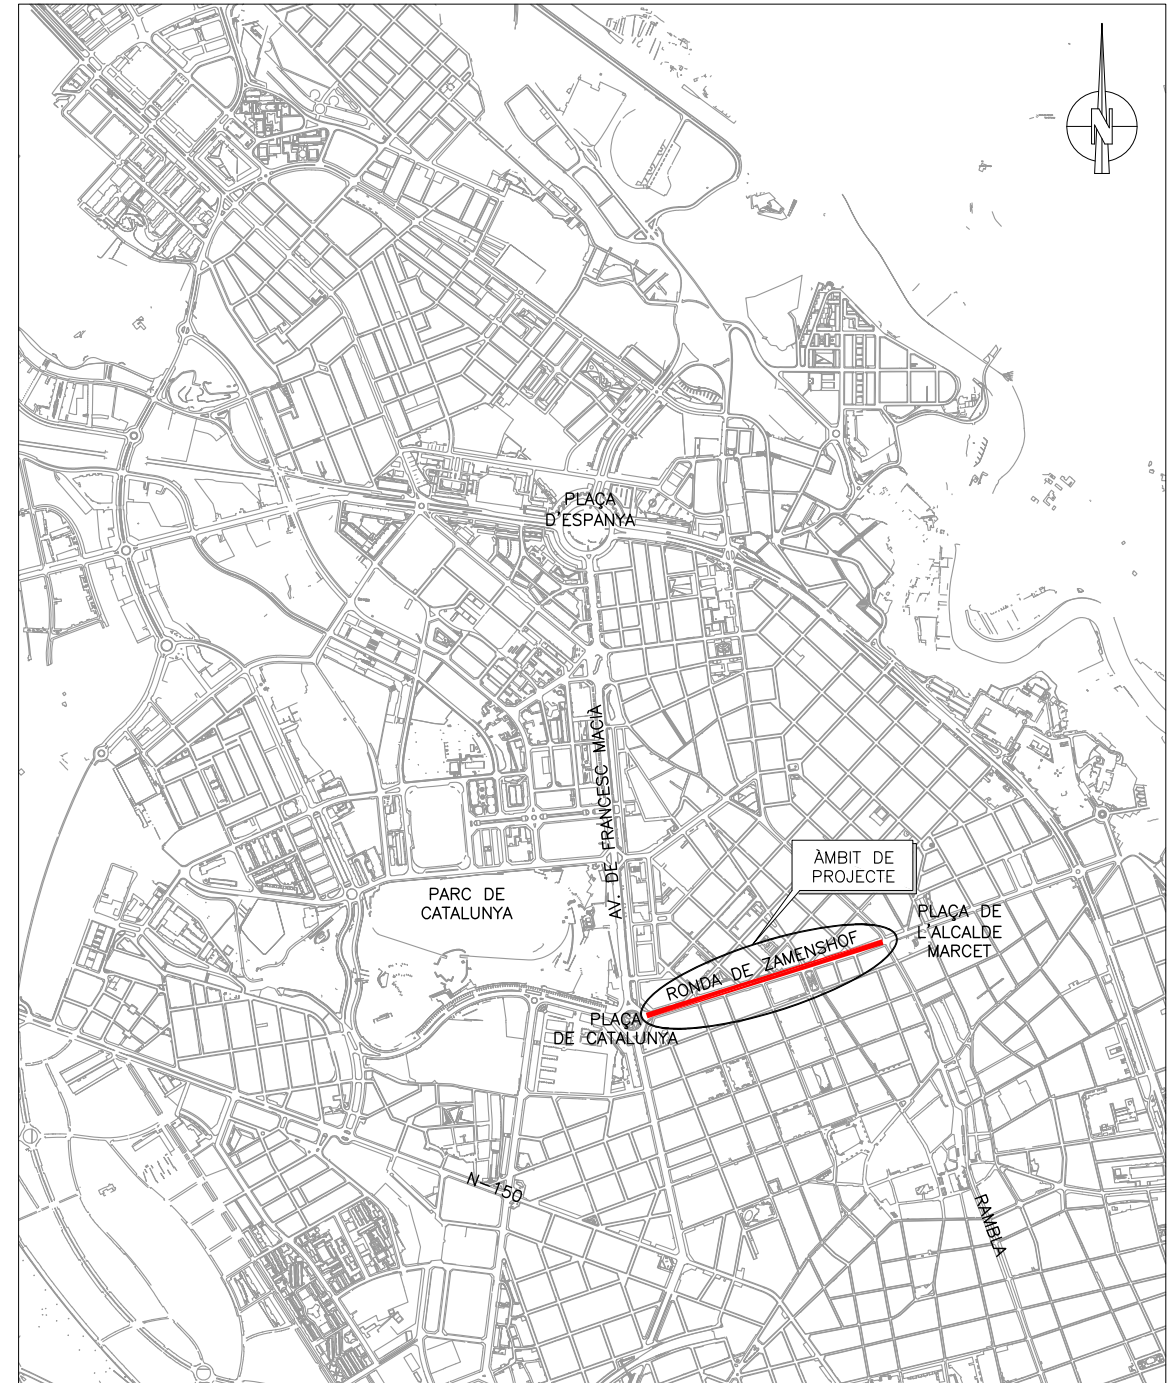 N
PLAÇA
D'ESPANYA
AV. DE FRANCESC MACIÀ
ÀMBIT DE
PROJECTE
PARC DE
CATALUNYA
PLAÇA DE
L'ALCALDE
MARCET
RONDA DE ZAMENSHOF
PLAÇA
DE CATALUNYA
N-150
RAMBLA